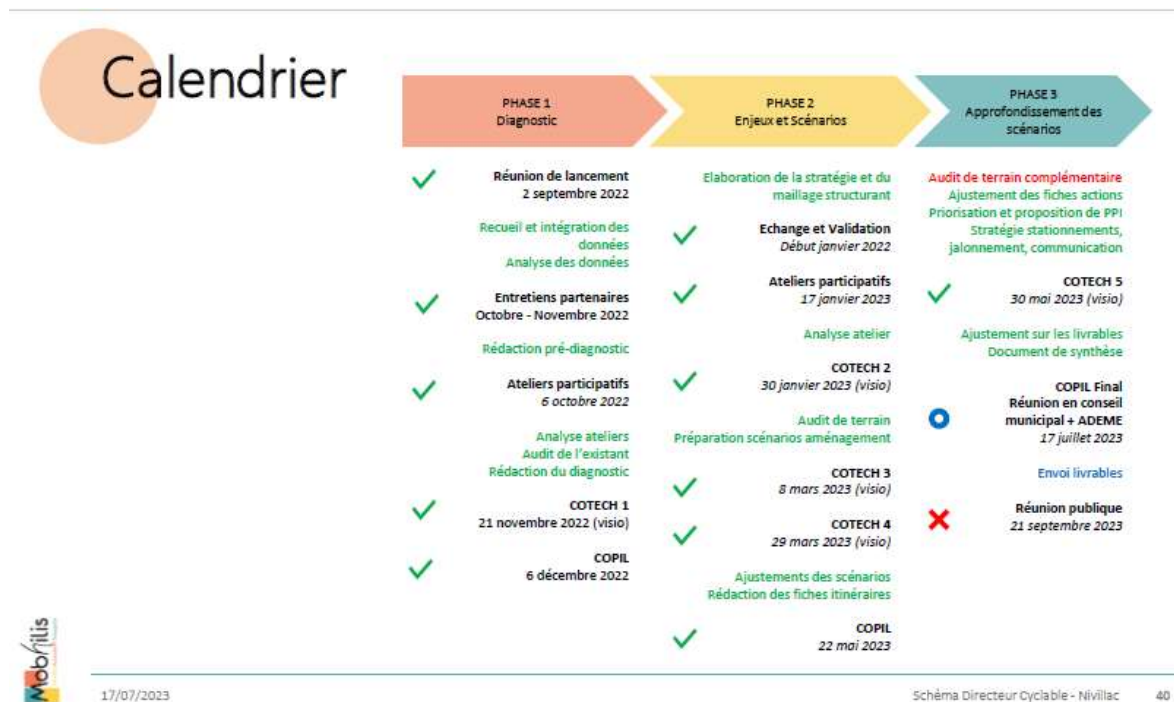 Calendrier
PHASE 1
Diagnostic
Réunion de lancement
2 septembre 2022
Recueil et intégration des
données
Analyse des données
Entretiens partenaires
Octobre - Novembre 2022
Rédaction pré-diagnostic
Ateliers participatifs
6 octobre 2022
Analyse ateliers
Audit de l'existant
Rédaction du diagnostic
COTECH 1
21 novembre 2022 (visio)
COPIL
6 décembre 2022
PHASE 2
Enjeux et Scénarios
Elaboration de la stratégie et du
maillage structurant
Echange et Validation
Début janvier 2022
Ateliers participatifs
17 janvier 2023
Analyse atelier
COTECH 2
30 janvier 2023 (visio)
Audit de terrain
Préparation scénarios aménagement
COTECH 3
8 mars 2023 (visio)
COTECH 4
29 mars 2023 (visio)
Ajustements des scénarios
Rédaction des fiches itinéraires
COPIL
22 mai 2023
PHASE 3
Approfondissement des
scénarios
Audit de terrain complémentaire
Ajustement des fiches actions
Priorisation et proposition de PPI
Stratégie stationnements,
jalonnement, communication
COTECH 5
30 mai 2023 (visio)
Ajustement sur les livrables
Document de synthèse
COPIL Final
Réunion en conseil
municipal + ADEME
17 juillet 2023
Envoi livrables
Réunion publique
21 septembre 2023
Mobhilis
17/07/2023
Schéma Directeur Cyclable - Nivillac
40